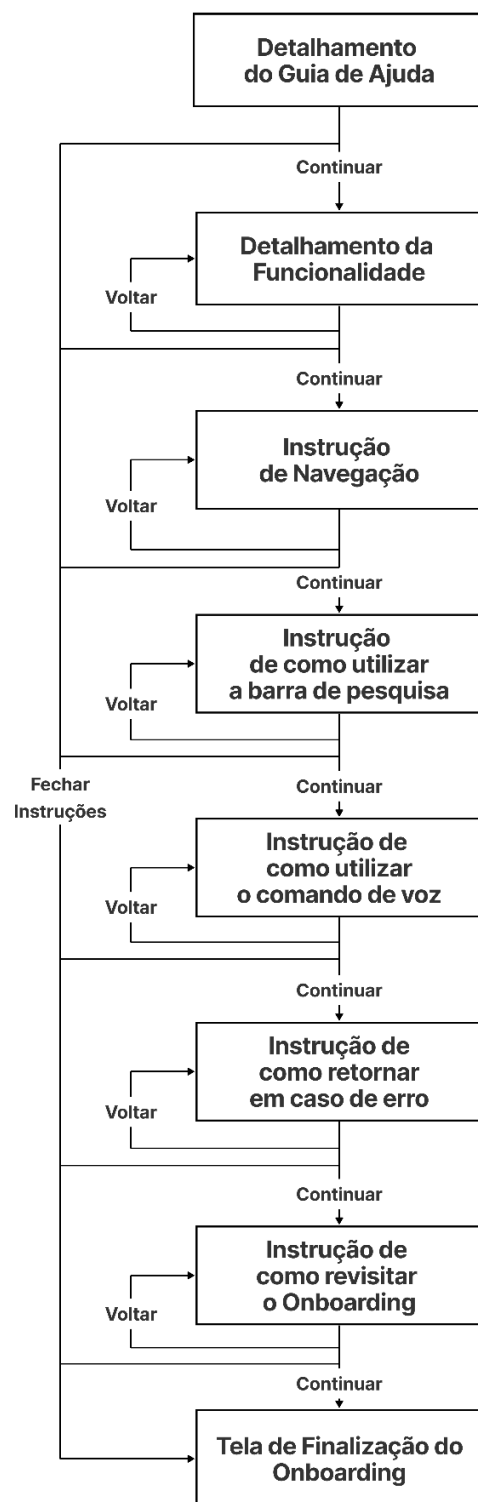 Detalhamento
do Guia de Ajuda
Continuar
Detalhamento da
Funcionalidade
Voltar
Continuar
Instrução
de Navegação
Voltar
Continuar
Instrução
de como utilizar
a barra de pesquisa
Voltar
Fechar
Instruções
Continuar
Instrução de
como utilizar
o comando de voz
Voltar
Continuar
Instrução de
como retornar
em caso de erro
Voltar
Continuar
Instrução de
como revisitar
o Onboarding
Voltar
Continuar
Tela de Finalização do
Onboarding